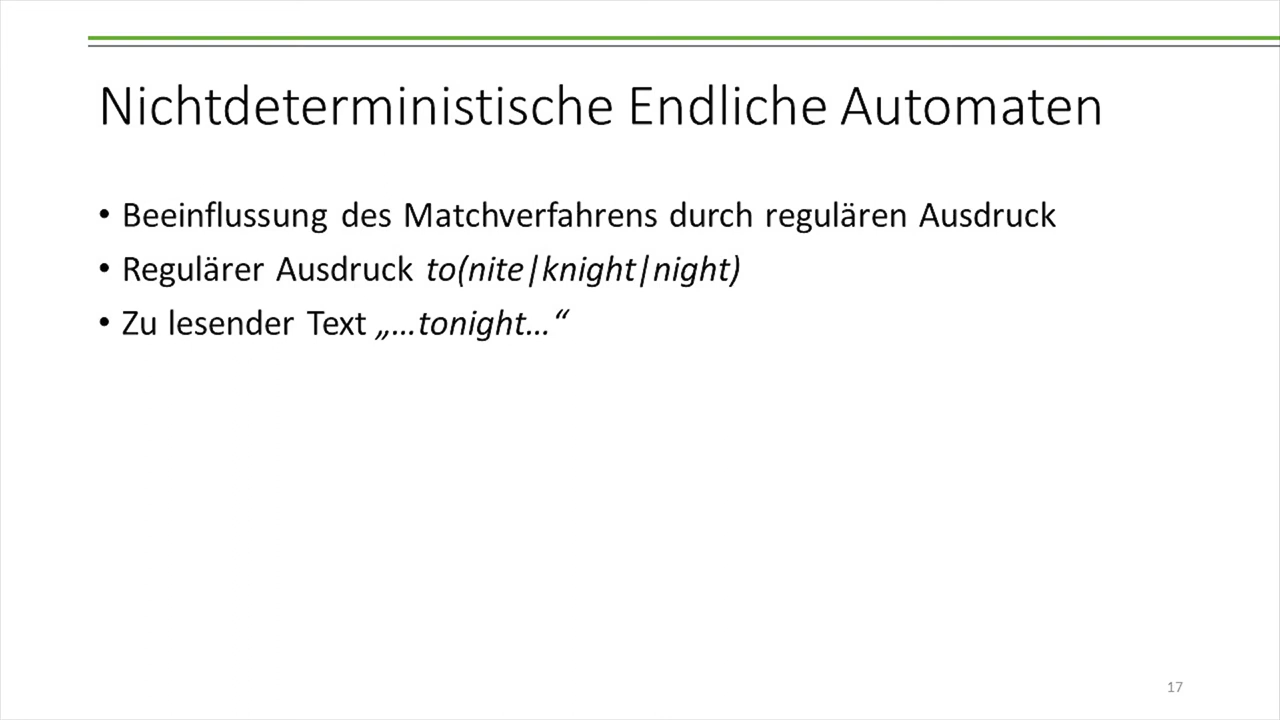 Nichtdeterministische Endliche Automaten
• Beeinflussung des Matchverfahrens durch regulären Ausdruck
• Regulärer Ausdruck to(nite|knight|night)
• Zu lesender Text „…tonight…“
17